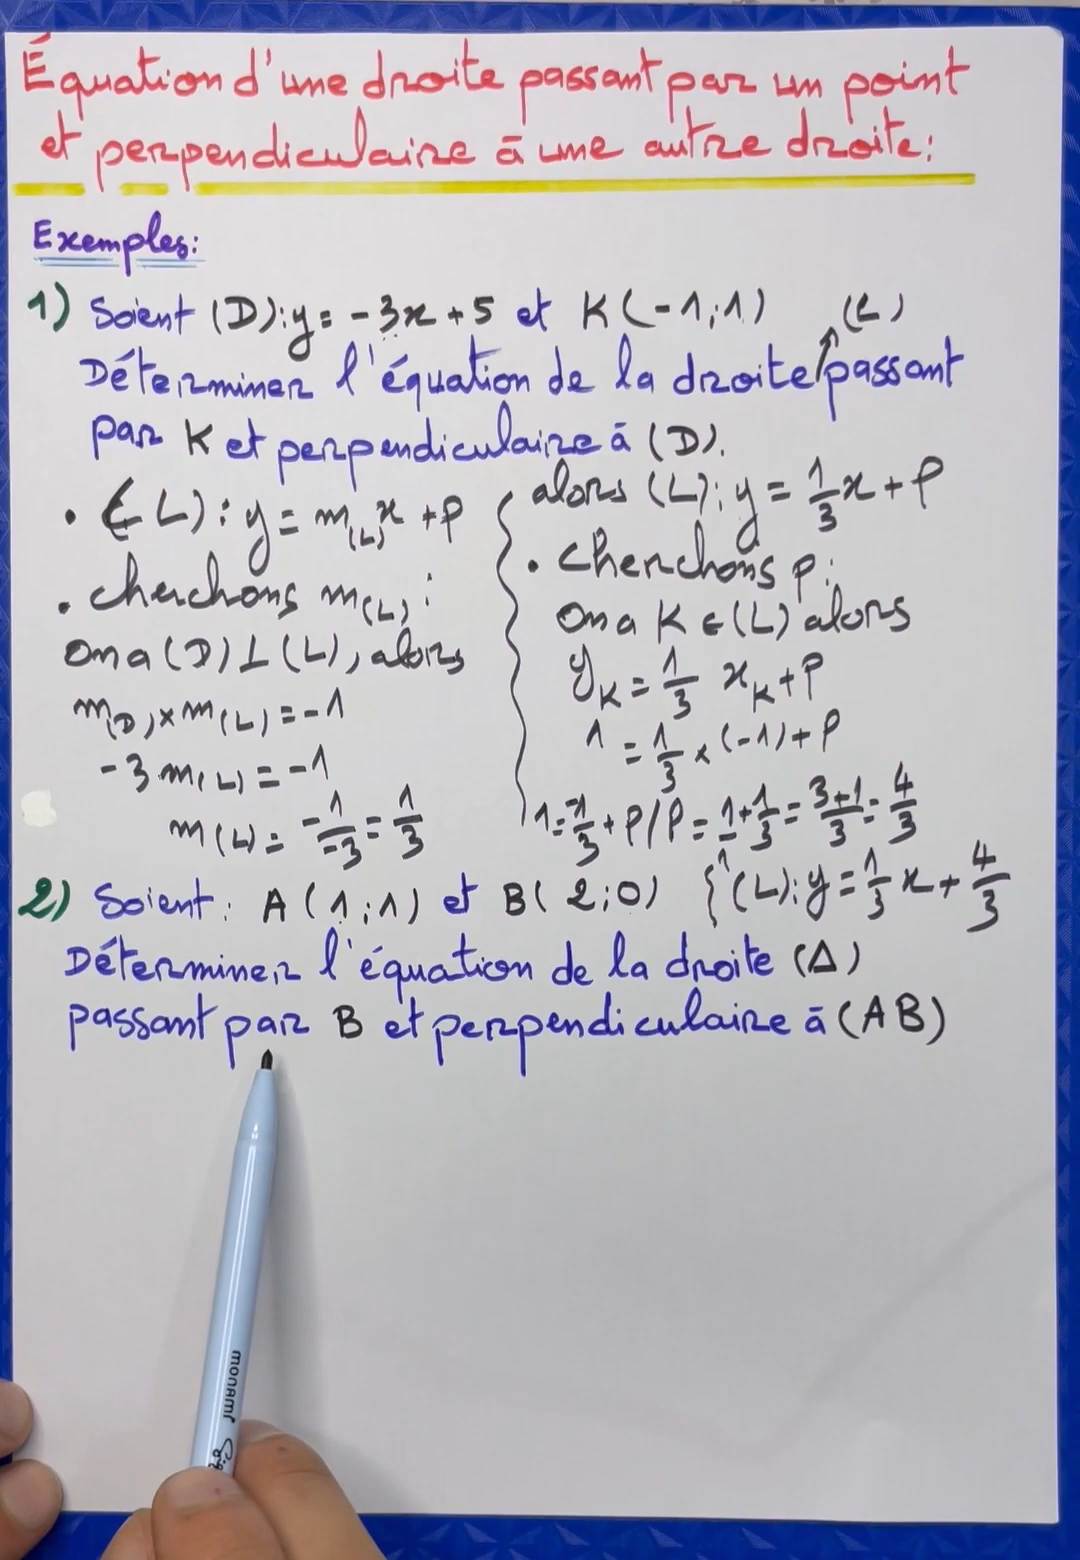 Équation d'une droite passant par un point
et perpendiculaire à une autre droite:
Exemples:
1) Soient (D): y = -3x + 5 et K(-1;1) (L)
Déterminer l'équation de la droite passant
par K et perpendiculaire à (D).
• (L): y = m(L) x + P
• cherchons m(L) :
On a (D) ⊥ (L), alors
m(D) × m(L) = -1
-3 m(L) = -1
m(L) = -1/-3 = 1/3
alors (L): y = 1/3 x + P
• Cherchons P :
On a K ∈ (L) alors
yK = 1/3 xK + P
1 = 1/3 × (-1) + P
1 = -1/3 + P / P = 1/1 + 1/3 = 3+1/3 = 4/3
(L): y = 1/3 x + 4/3
2) Soient: A(1;1) et B(2;0)
Déterminer l'équation de la droite (Δ)
passant par B et perpendiculaire à (AB)
monami